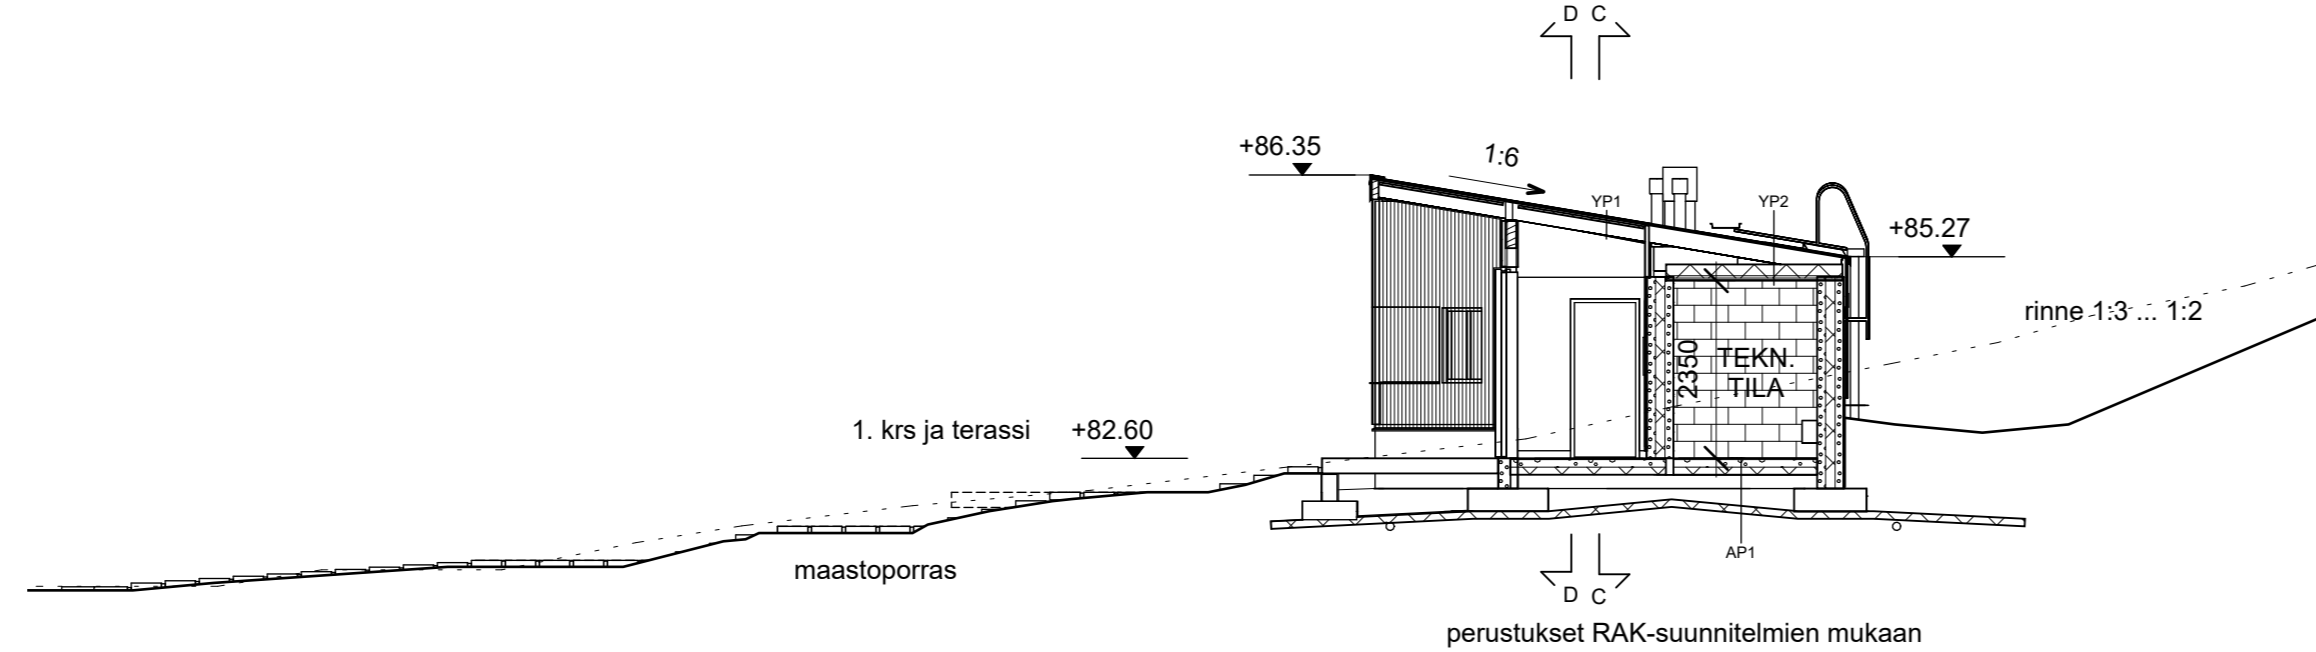 D C
+86.35
1:6
YP1
YP2
+85.27
rinne 1:3 ... 1:2
2350
TEKN.
TILA
1. krs ja terassi +82.60
maastoporras
AP1
D C
perustukset RAK-suunnitelmien mukaan